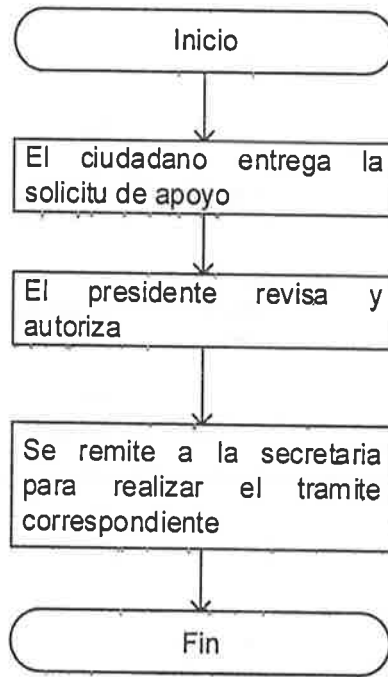 Inicio
El ciudadano entrega la
solicitu de apoyo
El presidente revisa y
autoriza
Se remite a la secretaria
para realizar el tramite
correspondiente
Fin